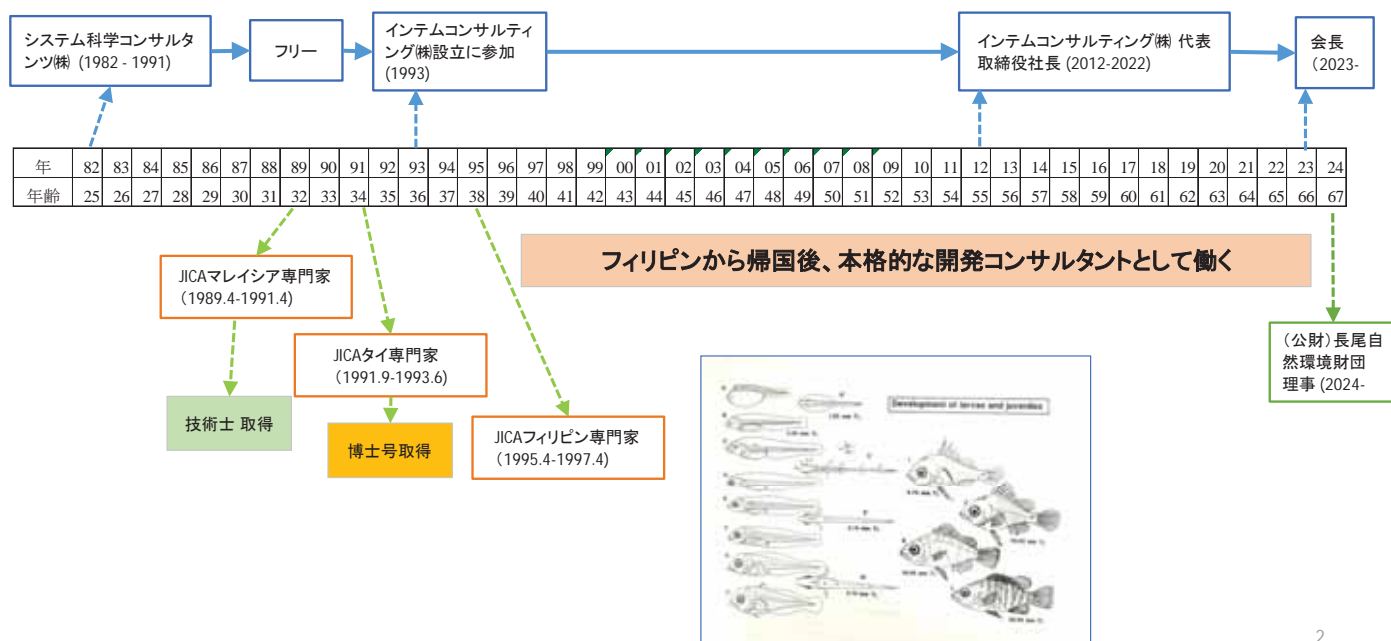 システム科学コンサルタ
ンツ㈱ (1982 - 1991)
フリー
インテムコンサルティ
ング㈱設立に参加
(1993)
インテムコンサルティング㈱ 代表
取締役社長 (2012-2022)
会長
(2023-
年 82 83 84 85 86 87 88 89 90 91 92 93 94 95 96 97 98 99 00 01 02 03 04 05 06 07 08 09 10 11 12 13 14 15 16 17 18 19 20 21 22 23 24
年齢 25 26 27 28 29 30 31 32 33 34 35 36 37 38 39 40 41 42 43 44 45 46 47 48 49 50 51 52 53 54 55 56 57 58 59 60 61 62 63 64 65 66 67
フィリピンから帰国後、本格的な開発コンサルタントとして働く
JICAマレイシア専門家
(1989.4-1991.4)
技術士 取得
JICAタイ専門家
(1991.9-1993.6)
博士号取得
JICAフィリピン専門家
(1995.4-1997.4)
(公財)長尾自
然環境財団
理事 (2024-
Development of larvae and juveniles
2